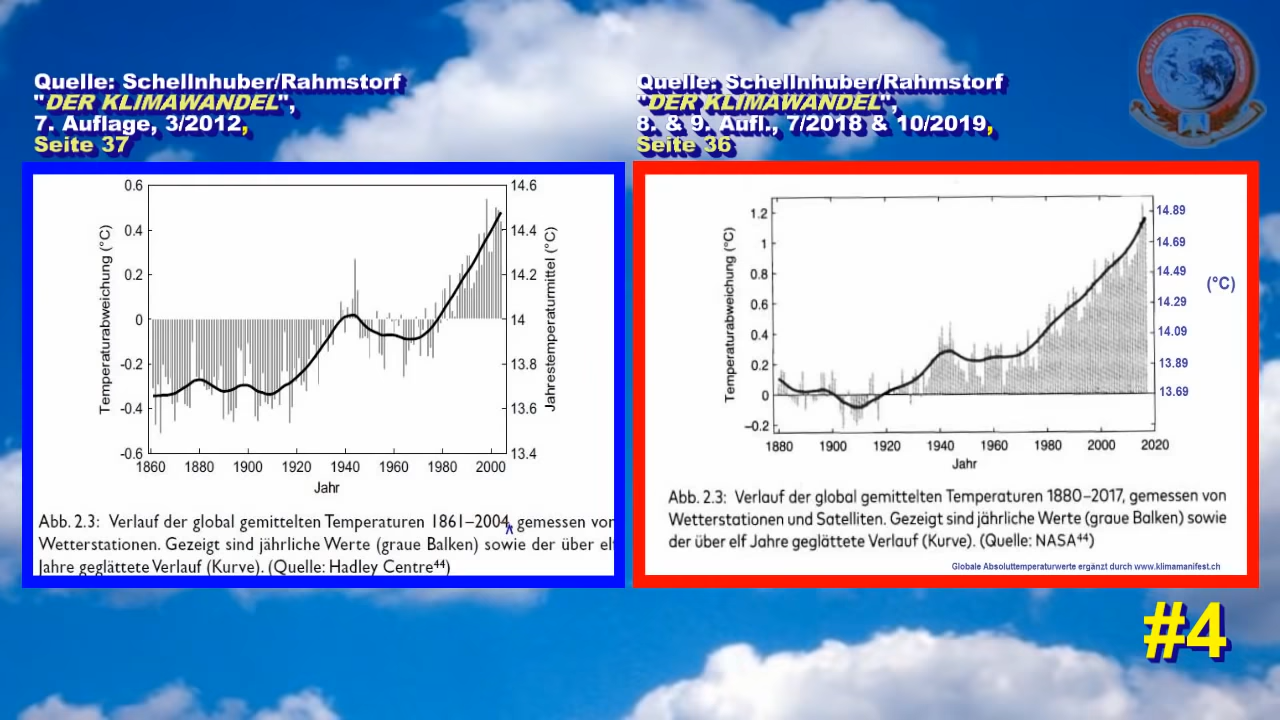 Quelle: Schellnhuber/Rahmstorf
"DER KLIMAWANDEL",
7. Auflage, 3/2012,
Seite 37
0.6
0.4
0.2
0
-0.2
-0.4
-0.6
Temperaturabweichung (°C)
14.6
14.4
14.2
14
13.8
13.6
13.4
Jahrestemperaturmittel (°C)
1860 1880 1900 1920 1940 1960 1980 2000
Jahr
Abb. 2.3: Verlauf der global gemittelten Temperaturen 1861–2004, gemessen von
Wetterstationen. Gezeigt sind jährliche Werte (graue Balken) sowie der über el
Jahre geglättete Verlauf (Kurve). (Quelle: Hadley Centre⁴⁴)
Quelle: Schellnhuber/Rahmstorf
"DER KLIMAWANDEL",
8. & 9. Aufl., 7/2018 & 10/2019,
Seite 36
1.2
1
0.8
0.6
0.4
0.2
0
–0.2
Temperaturabweichung (°C)
14.89
14.69
14.49
14.29
14.09
13.89
13.69
(°C)
1880 1900 1920 1940 1960 1980 2000 2020
Jahr
Abb. 2.3: Verlauf der global gemittelten Temperaturen 1880–2017, gemessen von
Wetterstationen und Satelliten. Gezeigt sind jährliche Werte (graue Balken) sowie
der über elf Jahre geglättete Verlauf (Kurve). (Quelle: NASA⁴⁴)
Globale Absoluttemperaturwerte ergänzt durch www.klimamanifest.ch
#4